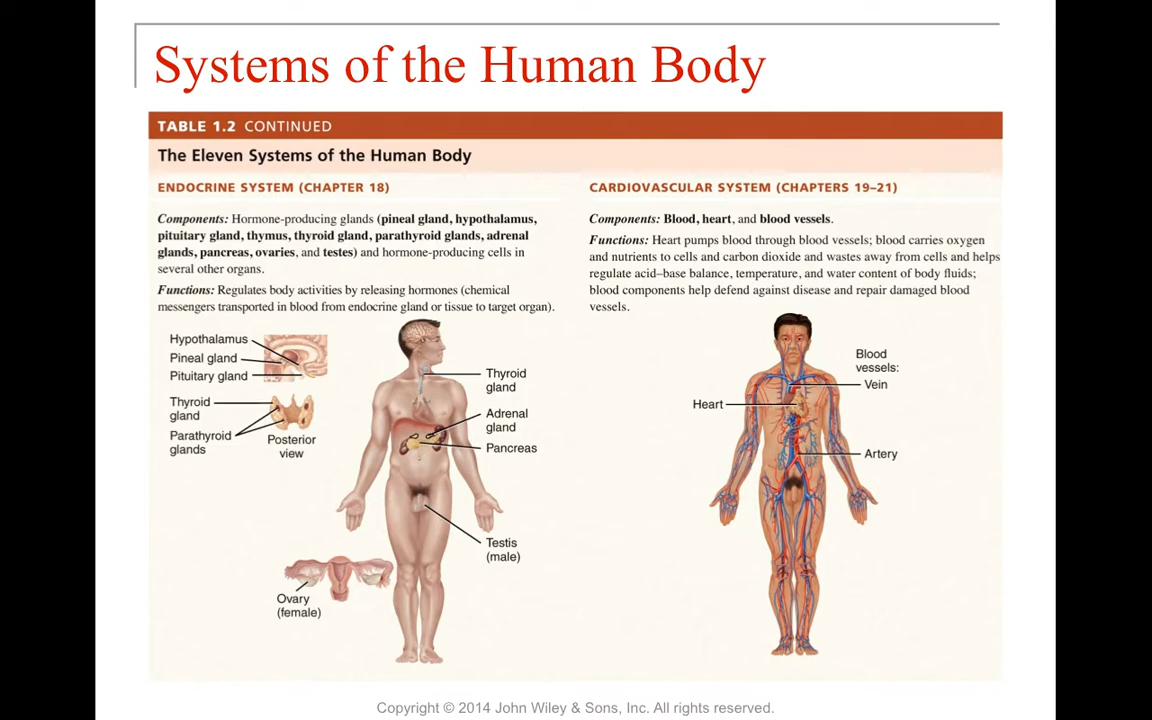 Systems of the Human Body
TABLE 1.2 CONTINUED
The Eleven Systems of the Human Body
ENDOCRINE SYSTEM (CHAPTER 18)
Components: Hormone-producing glands (pineal gland, hypothalamus,
pituitary gland, thymus, thyroid gland, parathyroid glands, adrenal
glands, pancreas, ovaries, and testes) and hormone-producing cells in
several other organs.
Functions: Regulates body activities by releasing hormones (chemical
messengers transported in blood from endocrine gland or tissue to target organ).
Hypothalamus
Pineal gland
Pituitary gland
Thyroid
gland
Parathyroid
glands
Posterior
view
Thyroid
gland
Adrenal
gland
Pancreas
Testis
(male)
Ovary
(female)
CARDIOVASCULAR SYSTEM (CHAPTERS 19–21)
Components: Blood, heart, and blood vessels.
Functions: Heart pumps blood through blood vessels; blood carries oxygen
and nutrients to cells and carbon dioxide and wastes away from cells and helps
regulate acid–base balance, temperature, and water content of body fluids;
blood components help defend against disease and repair damaged blood
vessels.
Blood
vessels:
Vein
Heart
Artery
Copyright © 2014 John Wiley & Sons, Inc. All rights reserved.